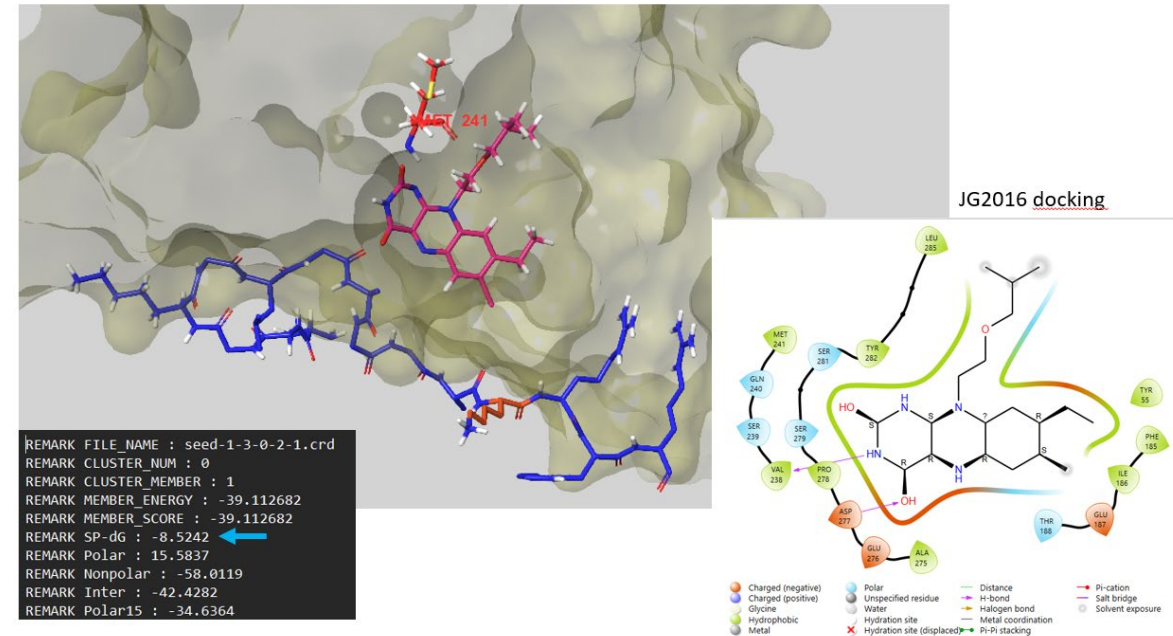 MET 241
JG2016 docking
REMARK FILE_NAME : seed-1-3-0-2-1.crd
REMARK CLUSTER_NUM : 0
REMARK CLUSTER_MEMBER : 1
REMARK MEMBER_ENERGY : -39.112682
REMARK MEMBER_SCORE : -39.112682
REMARK SP-dG : -8.5242
REMARK Polar : 15.5837
REMARK Nonpolar : -58.0119
REMARK Inter : -42.4282
REMARK Polar15 : -34.6364
LEU
285
MET
241
SER
281
TYR
282
GLN
240
SER
239
SER
279
VAL
238
PRO
278
ASP
277
GLU
276
ALA
275
TYR
55
PHE
185
ILE
186
GLU
187
THR
188
O
HO
H
N
S
N
?
R
S
NH
R
R
N
H
R
S
OH
Charged (negative)
Charged (positive)
Glycine
Hydrophobic
Metal
Polar
Unspecified residue
Water
Hydration site
Hydration site (displaced)
Distance
H-bond
Halogen bond
Metal coordination
Pi-Pi stacking
Pi-cation
Salt bridge
Solvent exposure